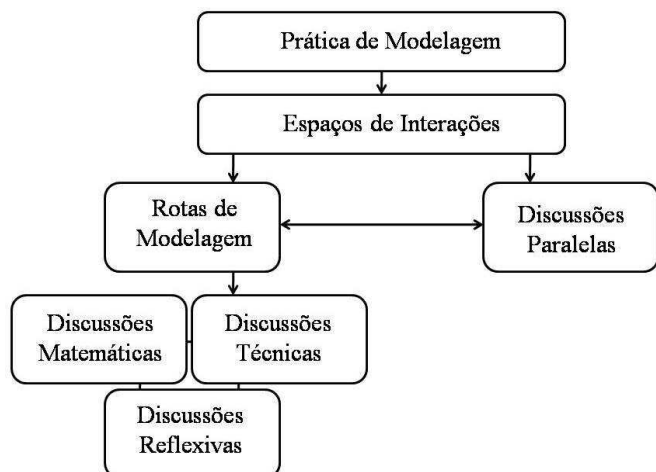 Prática de Modelagem
Espaços de Interações
Rotas de
Modelagem
Discussões
Paralelas
Discussões
Matemáticas
Discussões
Técnicas
Discussões
Reflexivas